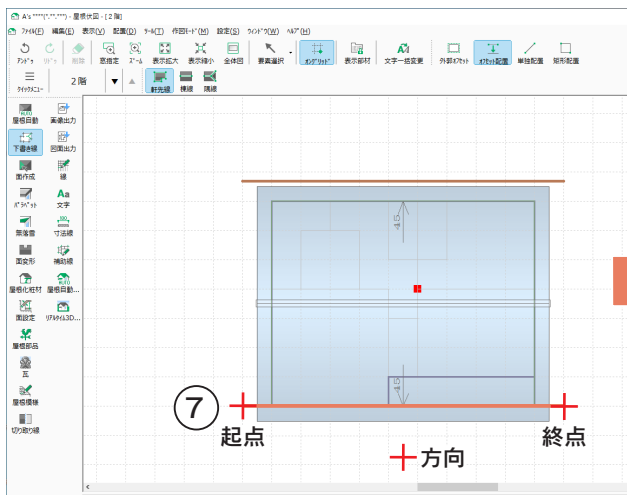 A's ****(*.**.***) - 屋根伏図 - [2 階]
ファイル(F) 編集(E) 表示(V) 配置(D) ツール(T) 作図モード(M) 設定(S) ウィンドウ(W) ヘルプ(H)
アンドゥ リドゥ 削除 窓指定 ズーム 表示拡大 表示縮小 全体図 要素選択 オングリッド 表示部材 文字一括変更 外郭オフセット オフセット配置 単独配置 矩形配置
クイックメニュー 2階 軒先線 棟線 隅線
屋根自動 画像出力
下書き線 図面出力
面作成 線
パラペット 文字
無落雪 寸法線
面変形 補助線
屋根化粧材 屋根自動...
面設定 リアルタイム3D...
屋根部品
瓦
屋根模様
切り取り線
45
45
⑦
起点
終点
方向